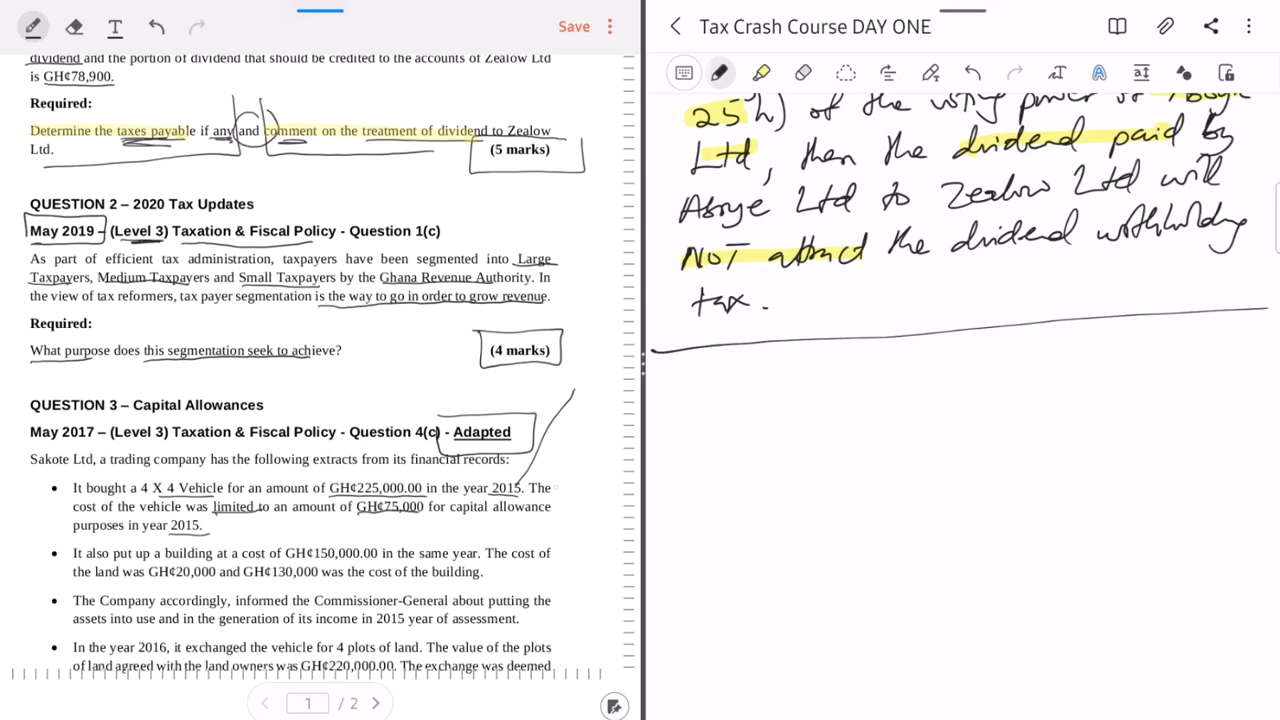 Save
dividend and the portion of dividend that should be credited to the accounts of Zealow Ltd
is GH¢78,900.
Required:
Determine the taxes payable if any and comment on the treatment of dividend to Zealow
Ltd.
(5 marks)
QUESTION 2 – 2020 Tax Updates
May 2019 – (Level 3) Taxation & Fiscal Policy - Question 1(c)
As part of efficient tax administration, taxpayers have been segmented into Large
Taxpayers, Medium Taxpayers and Small Taxpayers by the Ghana Revenue Authority. In
the view of tax reformers, tax payer segmentation is the way to go in order to grow revenue.
Required:
What purpose does this segmentation seek to achieve?
(4 marks)
QUESTION 3 – Capital Allowances
May 2017 – (Level 3) Taxation & Fiscal Policy - Question 4(c) - Adapted
Sakote Ltd, a trading company has the following extracts from its financial records:
• It bought a 4 X 4 Vehicle for an amount of GH¢225,000.00 in the year 2015. The
cost of the vehicle was limited to an amount of GH¢75,000 for capital allowance
purposes in year 2015.
• It also put up a building at a cost of GH¢150,000.00 in the same year. The cost of
the land was GH¢20,000 and GH¢130,000 was the cost of the building.
• The Company accordingly, informed the Commissioner-General about putting the
assets into use and in the generation of its income in 2015 year of assessment.
• In the year 2016, it exchanged the vehicle for 4 plots of land. The value of the plots
of land agreed with the land owners was GH¢220,000.00. The exchange was deemed
1 / 2
Tax Crash Course DAY ONE
25%) of the voting power of
Ltd, then the dividend paid by
Ltd to Zealow Ltd will
NOT attract the dividend withholding
tax.